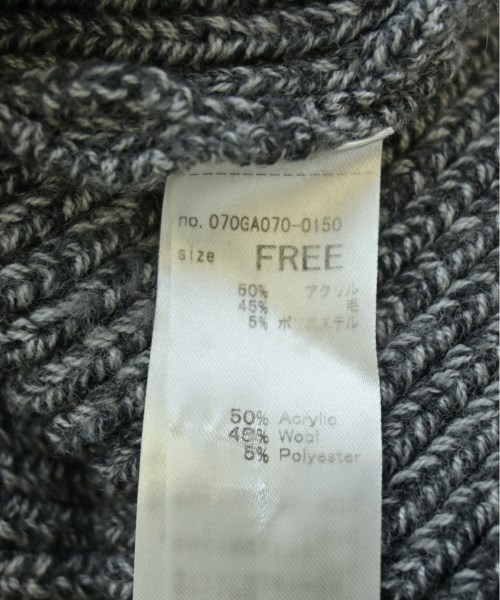 no. 070GA070-0150
size FREE
50% アクリル
45% 毛
5% ポリエステル
50% Acrylic
45% Wool
5% Polyester